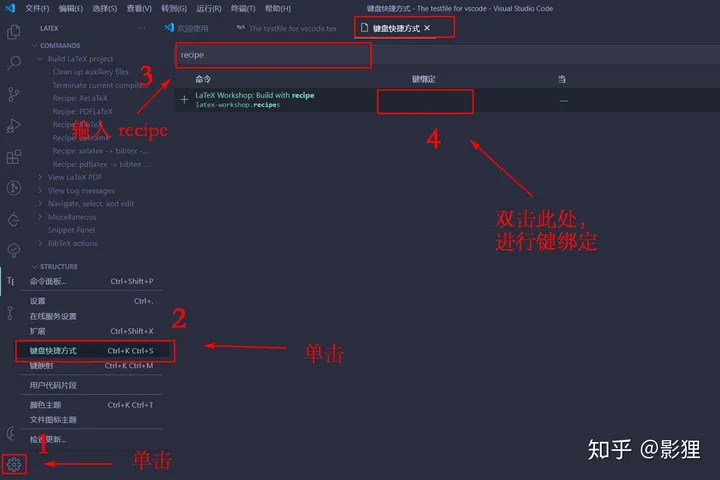 文件(F) 编辑(E) 选择(S) 查看(V) 转到(G) 运行(R) 终端(T) 帮助(H)
键盘快捷方式 - The testfile for vscode - Visual Studio Code
LATEX
欢迎使用
The testfile for vscode.tex
键盘快捷方式
COMMANDS
Build LaTeX project
Clean up auxiliary files
Terminate current compilat...
Recipe: XeLaTeX
Recipe: PDFLaTeX
Recipe: xelatex -> bibtex -...
Recipe: pdflatex -> bibtex ...
View LaTeX PDF
View Log messages
Navigate, select, and edit
Miscellaneous
Snippet Panel
BibTeX actions
STRUCTURE
recipe
命令 键绑定 当
LaTeX Workshop: Build with recipe
latex-workshop.recipes
—
3
输入 recipe
4
双击此处，
进行键绑定
命令面板... Ctrl+Shift+P
设置 Ctrl+,
在线服务设置
扩展 Ctrl+Shift+X
键盘快捷方式 Ctrl+K Ctrl+S
键映射 Ctrl+K Ctrl+M
用户代码片段
颜色主题 Ctrl+K Ctrl+T
文件图标主题
检查更新...
2
单击
1
单击
知乎 @影狸